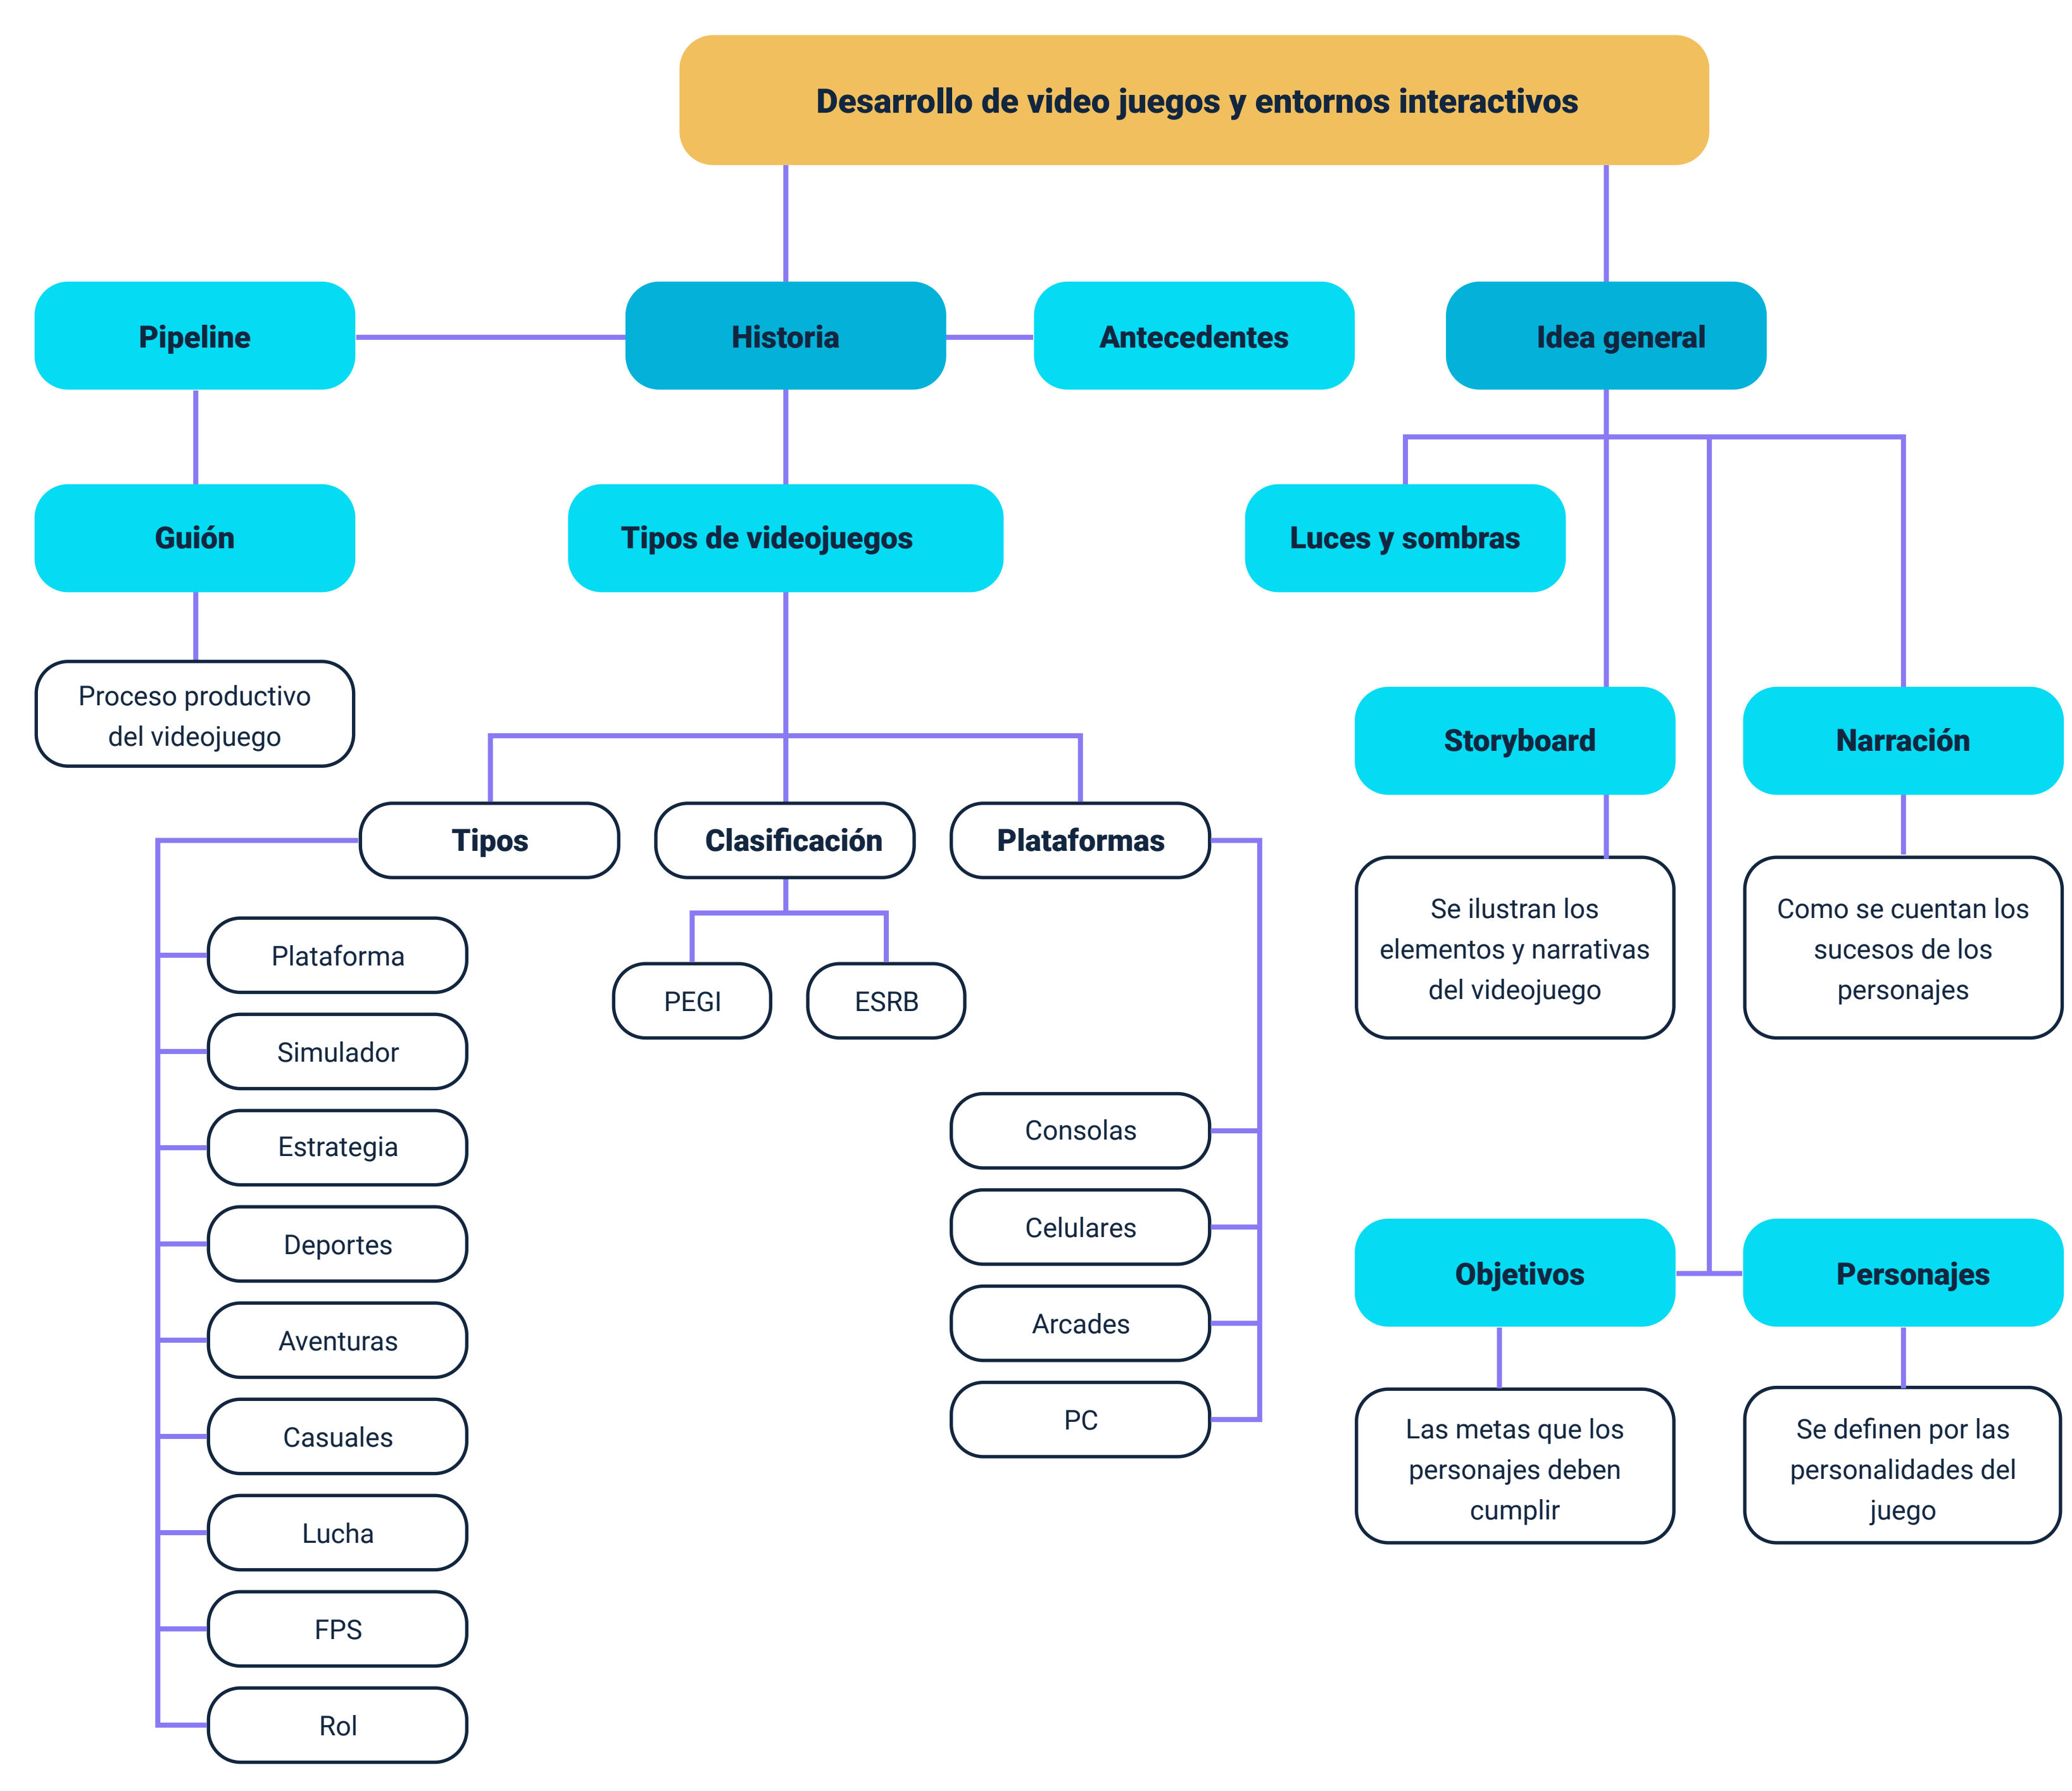 Desarrollo de video juegos y entornos interactivos
Pipeline
Historia
Antecedentes
Idea general
Guión
Tipos de videojuegos
Luces y sombras
Proceso productivo
del videojuego
Storyboard
Narración
Tipos
Clasificación
Plataformas
Se ilustran los
elementos y narrativas
del videojuego
Como se cuentan los
sucesos de los
personajes
Plataforma
Simulador
Estrategia
Deportes
Aventuras
Casuales
Lucha
FPS
Rol
PEGI
ESRB
Consolas
Celulares
Arcades
PC
Objetivos
Personajes
Las metas que los
personajes deben
cumplir
Se definen por las
personalidades del
juego